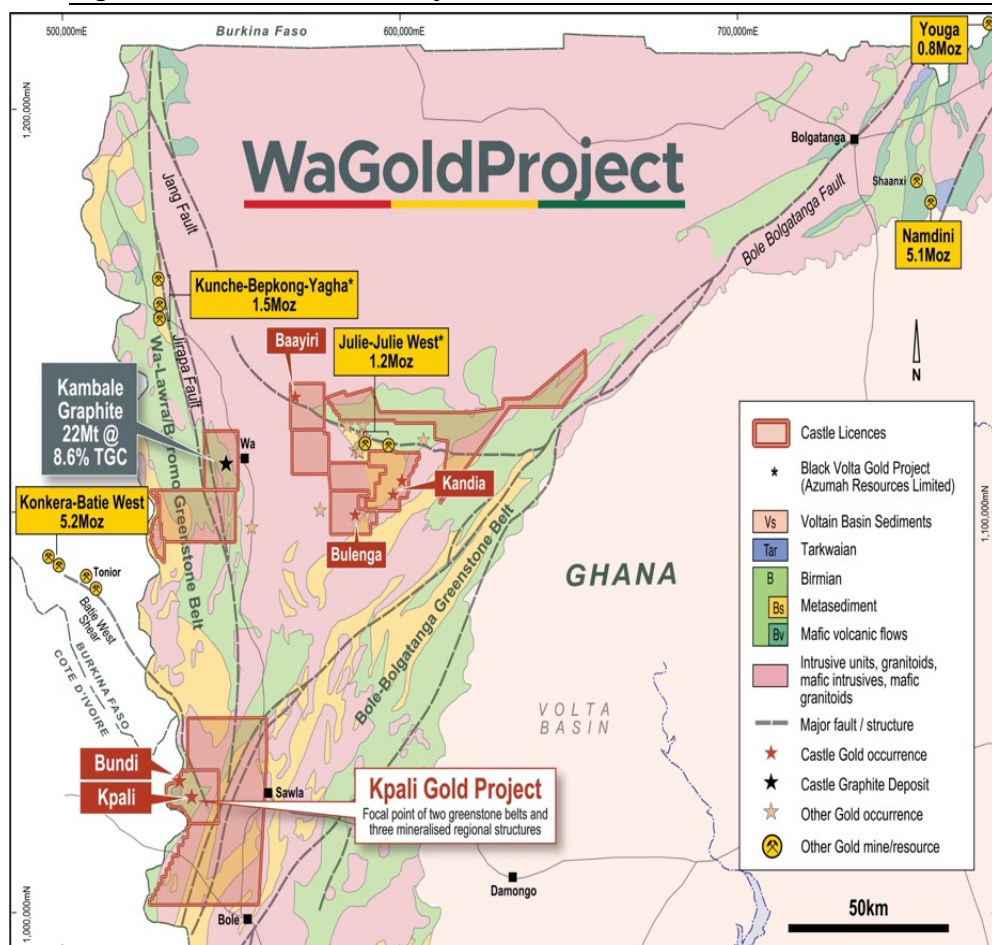 500,000mE
Burkina Faso
600,000mE
700,000mE
Youga
0.8Moz
1,200,000mN
Bolgatanga
WaGoldProject
Jang Fault
Shaanxi
Bole Bolgatanga Fault
Namdini
5.1Moz
Kunche-Bepkong-Yagha*
1.5Moz
Jirapa Fault
Baayiri
Julie-Julie West*
1.2Moz
N
Wa-Lawra/Boromo Greenstone Belt
Kambale
Graphite
22Mt @
8.6% TGC
Wa
Kandia
Konkera-Batie West
5.2Moz
Bulenga
1,100,000mN
Tonior
Batie West
Shear
GHANA
Bole-Bolgatanga Greenstone Belt
BURKINA FASO
COTE D'IVOIRE
VOLTA
BASIN
Bundi
Kpali
Sawla
Kpali Gold Project
Focal point of two greenstone belts and
three mineralised regional structures
Damongo
Bole
1,000,000mN
Castle Licences
* Black Volta Gold Project
(Azumah Resources Limited)
Vs Voltain Basin Sediments
Tar Tarkwaian
B Birmian
Bs Metasediment
Bv Mafic volcanic flows
Intrusive units, granitoids,
mafic intrusives, mafic
granitoids
Major fault / structure
Castle Gold occurrence
Castle Graphite Deposit
Other Gold occurrence
Other Gold mine/resource
50km